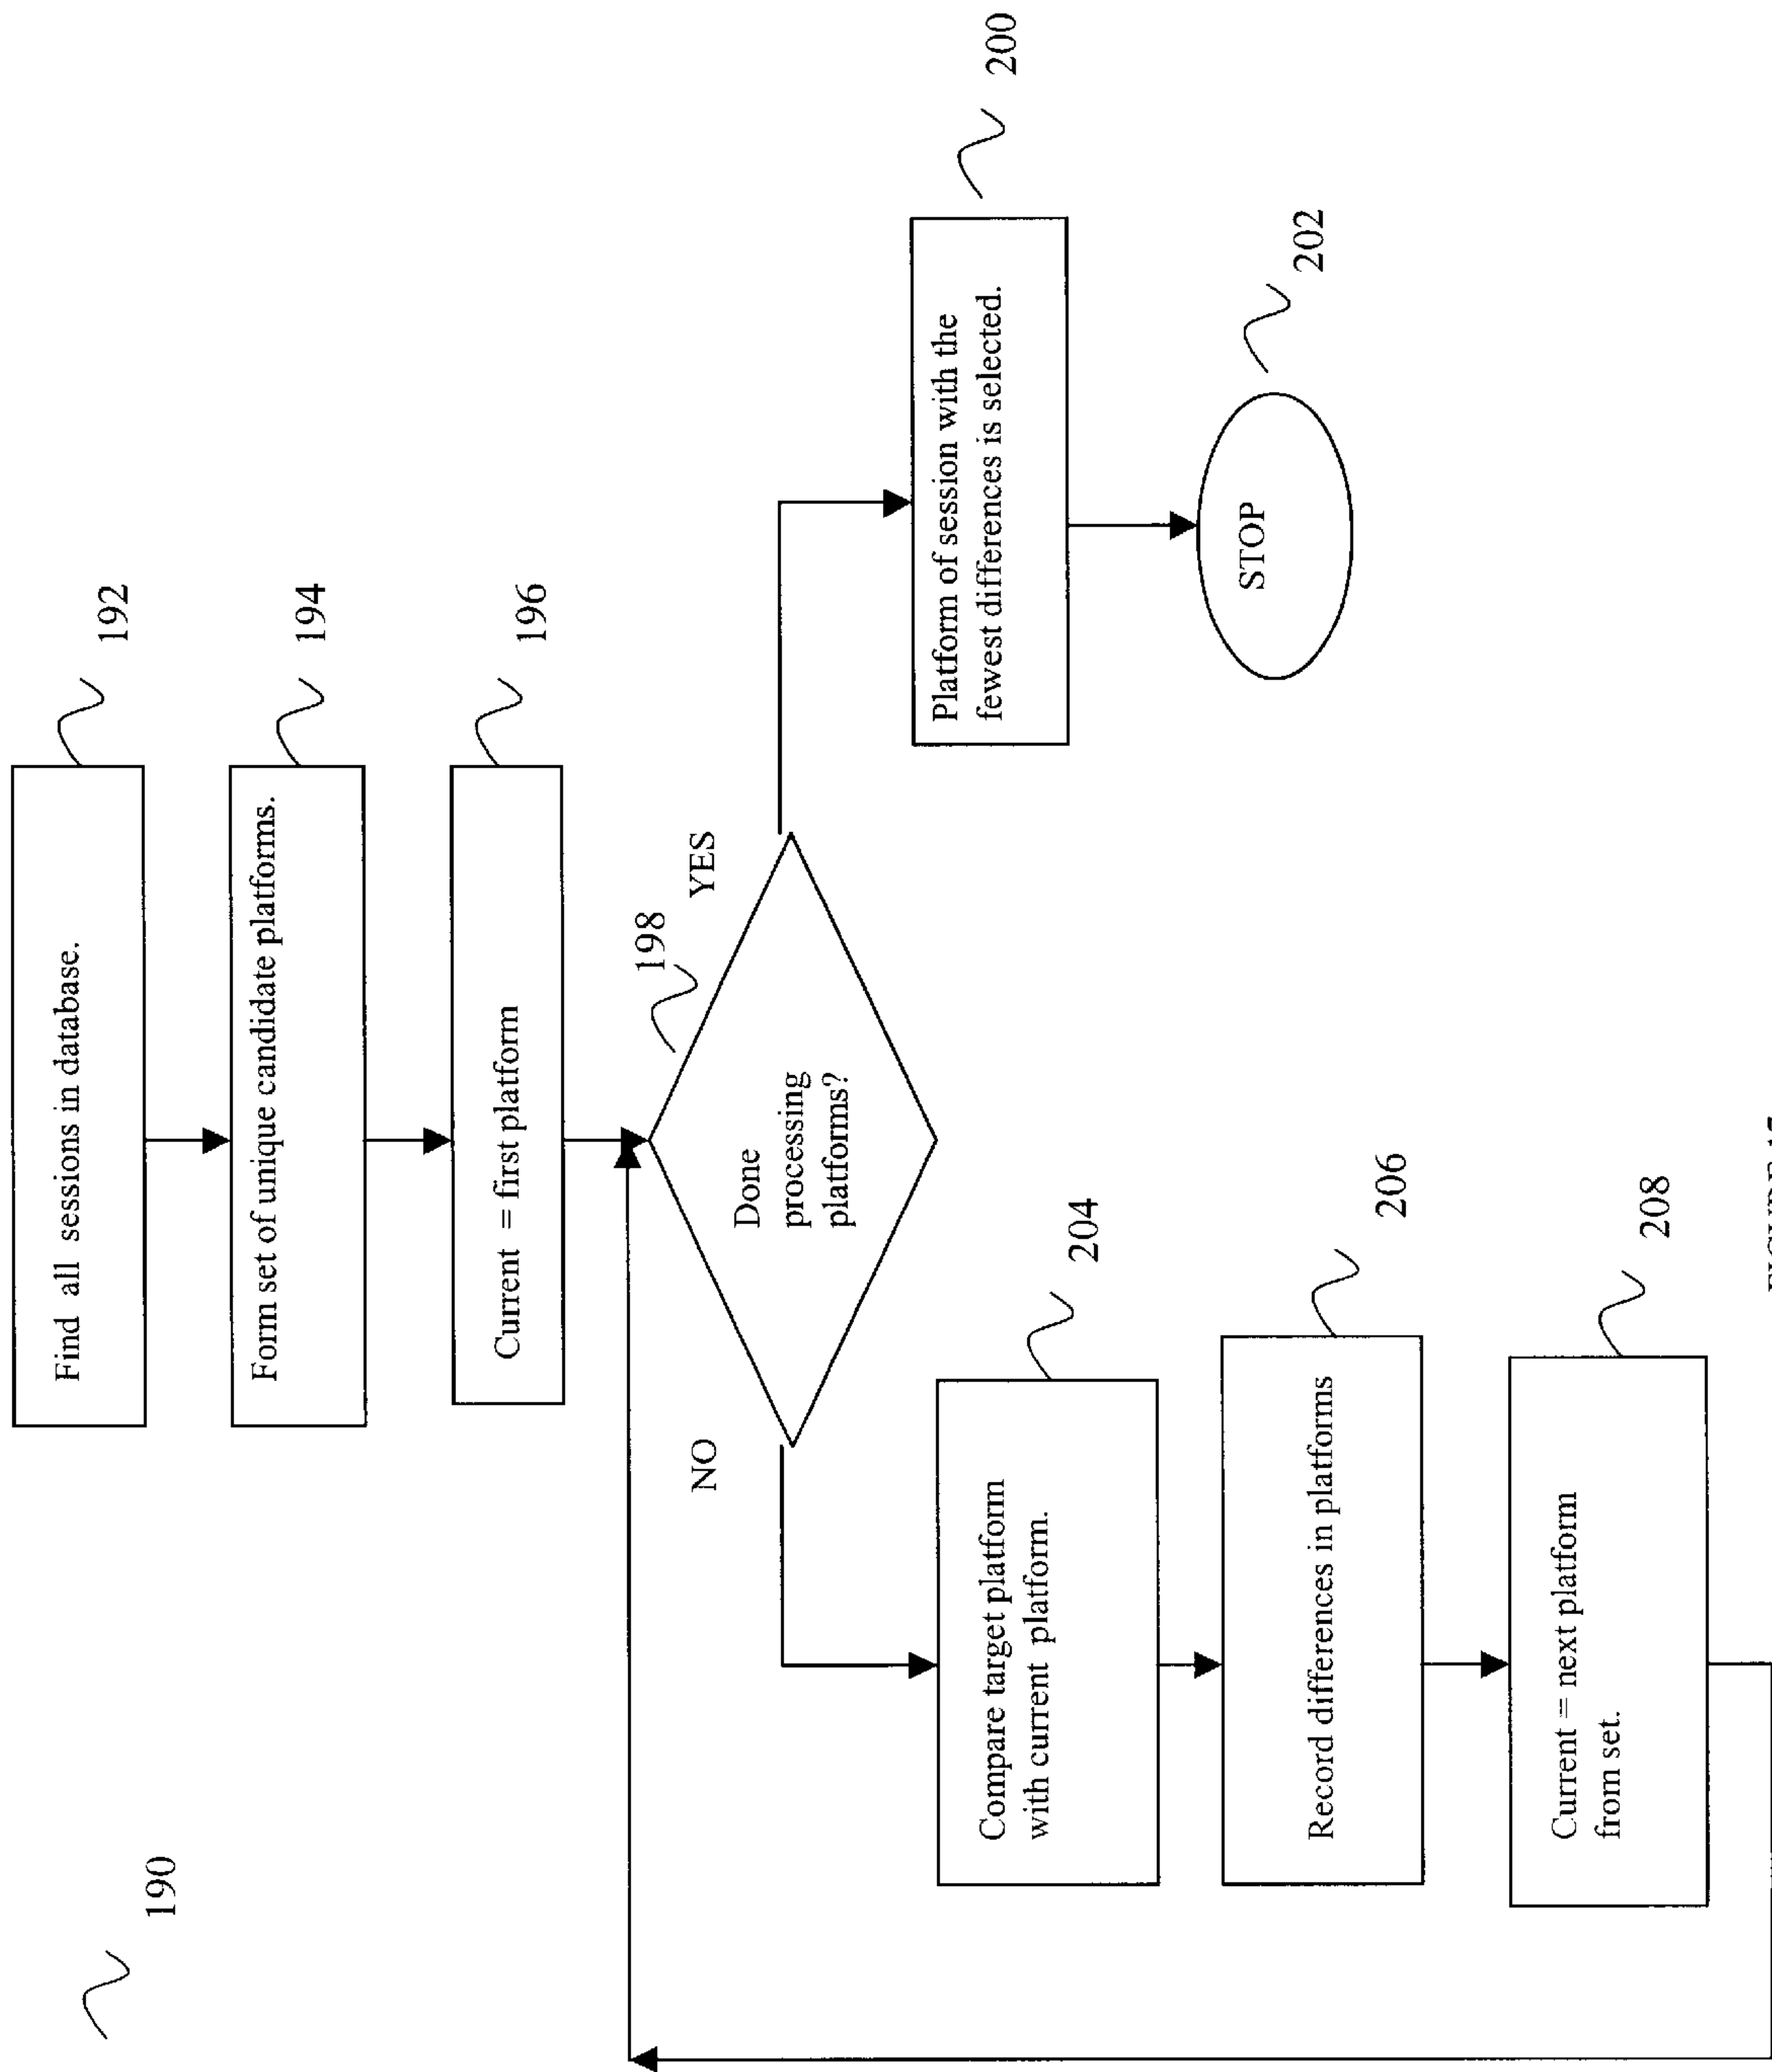 190
Find all sessions in database.
192
Form set of unique candidate platforms.
194
Current = first platform
196
198
Done
processing
platforms?
YES
NO
Platform of session with the
fewest differences is selected.
200
STOP
202
Compare target platform
with current platform.
204
Record differences in platforms
206
Current = next platform
from set.
208